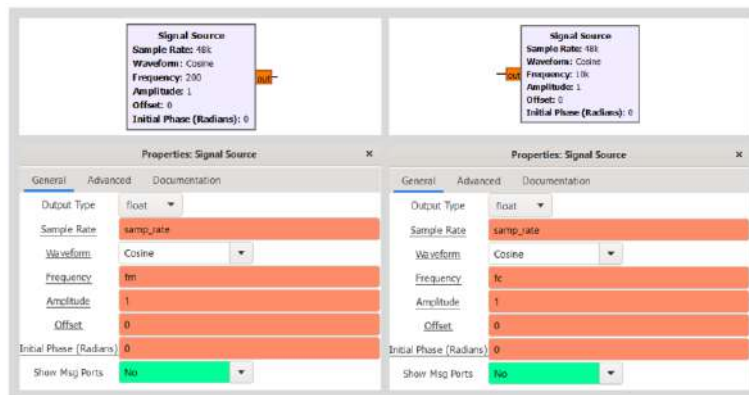 Signal Source
Sample Rate: 48k
Waveform: Cosine
Frequency: 200
Amplitude: 1
Offset: 0
Initial Phase (Radians): 0
out
Signal Source
Sample Rate: 48k
Waveform: Cosine
Frequency: 10k
Amplitude: 1
Offset: 0
Initial Phase (Radians): 0
out
Properties: Signal Source ×
General Advanced Documentation
Output Type float
Sample Rate samp_rate
Waveform Cosine
Frequency fm
Amplitude 1
Offset 0
Initial Phase (Radians) 0
Show Msg Ports No
Properties: Signal Source ×
General Advanced Documentation
Output Type float
Sample Rate samp_rate
Waveform Cosine
Frequency fc
Amplitude 1
Offset 0
Initial Phase (Radians) 0
Show Msg Ports No